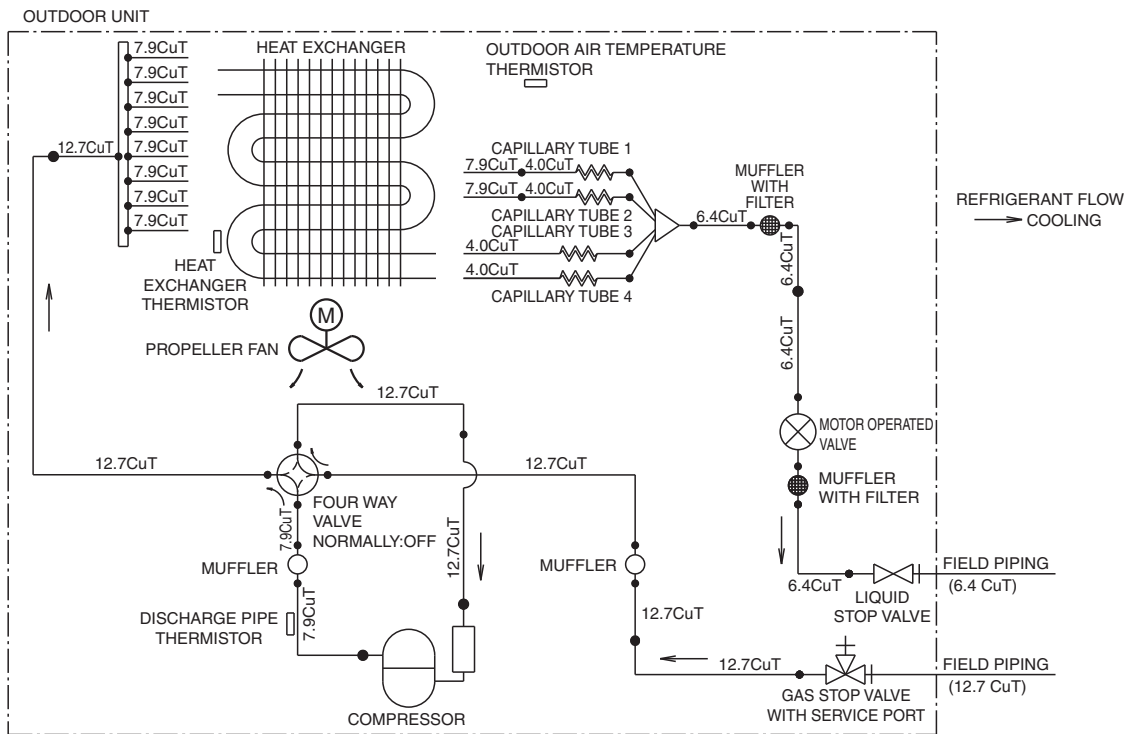 OUTDOOR UNIT
7.9CuT
7.9CuT
7.9CuT
7.9CuT
7.9CuT
7.9CuT
7.9CuT
7.9CuT
12.7CuT
HEAT EXCHANGER
OUTDOOR AIR TEMPERATURE
THERMISTOR
HEAT
EXCHANGER
THERMISTOR
CAPILLARY TUBE 1
7.9CuT 4.0CuT
7.9CuT 4.0CuT
CAPILLARY TUBE 2
CAPILLARY TUBE 3
4.0CuT
4.0CuT
CAPILLARY TUBE 4
6.4CuT
MUFFLER
WITH
FILTER
6.4CuT
6.4CuT
REFRIGERANT FLOW
COOLING
M
PROPELLER FAN
12.7CuT
MOTOR OPERATED
VALVE
MUFFLER
WITH FILTER
12.7CuT
12.7CuT
FOUR WAY
VALVE
NORMALLY:OFF
7.9CuT
12.7CuT
MUFFLER
MUFFLER
6.4CuT
LIQUID
STOP VALVE
FIELD PIPING
(6.4 CuT)
DISCHARGE PIPE
THERMISTOR
7.9CuT
12.7CuT
12.7CuT
COMPRESSOR
GAS STOP VALVE
WITH SERVICE PORT
FIELD PIPING
(12.7 CuT)